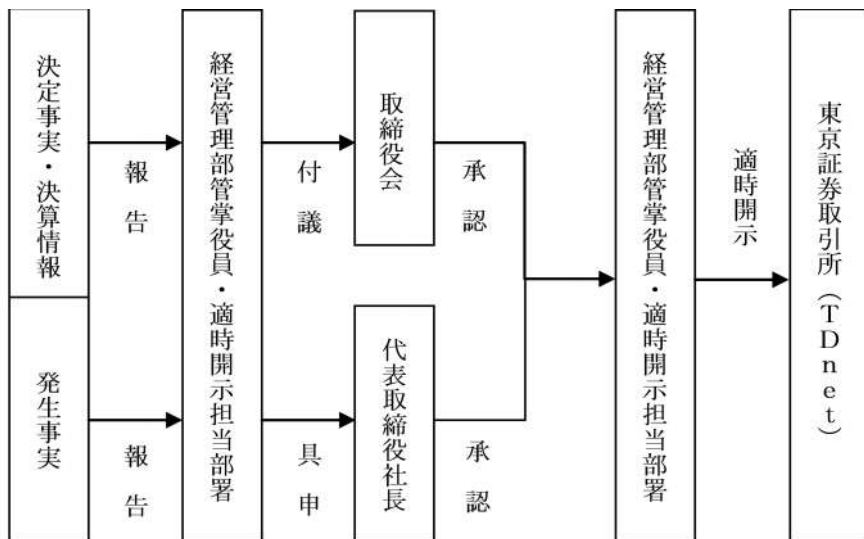 決定事実・決算情報
発生事実
報告
報告
経営管理部管掌役員・適時開示担当部署
付議
具申
取締役会
代表取締役社長
承認
承認
経営管理部管掌役員・適時開示担当部署
適時開示
東京証券取引所（TDnet）